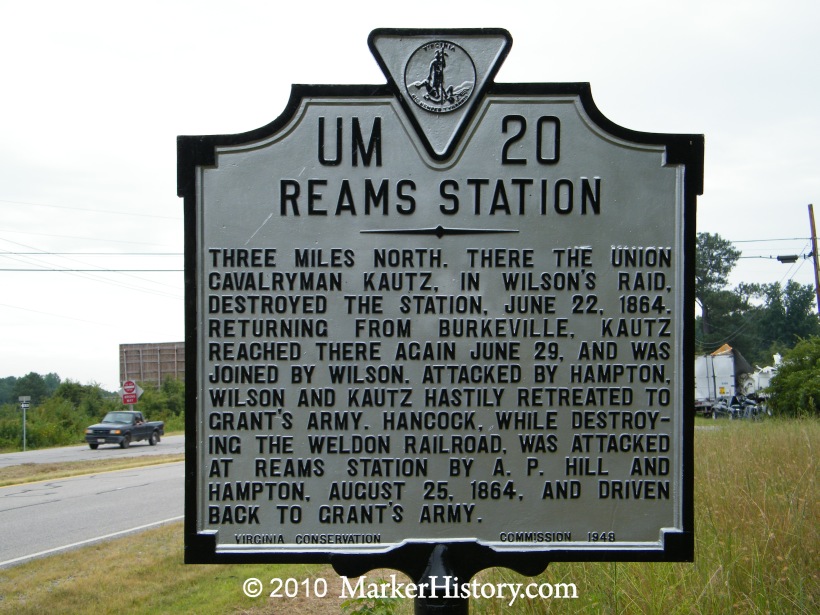 VIRGINIA
UM 20
REAMS STATION
THREE MILES NORTH. THERE THE UNION
CAVALRYMAN KAUTZ, IN WILSON'S RAID,
DESTROYED THE STATION, JUNE 22, 1864.
RETURNING FROM BURKEVILLE, KAUTZ
REACHED THERE AGAIN JUNE 29, AND WAS
JOINED BY WILSON. ATTACKED BY HAMPTON,
WILSON AND KAUTZ HASTILY RETREATED TO
GRANT'S ARMY. HANCOCK, WHILE DESTROY-
ING THE WELDON RAILROAD, WAS ATTACKED
AT REAMS STATION BY A. P. HILL AND
HAMPTON, AUGUST 25, 1864, AND DRIVEN
BACK TO GRANT'S ARMY.
VIRGINIA CONSERVATION COMMISSION 1948
© 2010 MarkerHistory.com